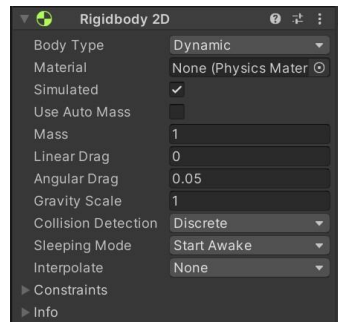 Rigidbody 2D
Body Type Dynamic
Material None (Physics Mater
Simulated
Use Auto Mass
Mass 1
Linear Drag 0
Angular Drag 0.05
Gravity Scale 1
Collision Detection Discrete
Sleeping Mode Start Awake
Interpolate None
Constraints
Info